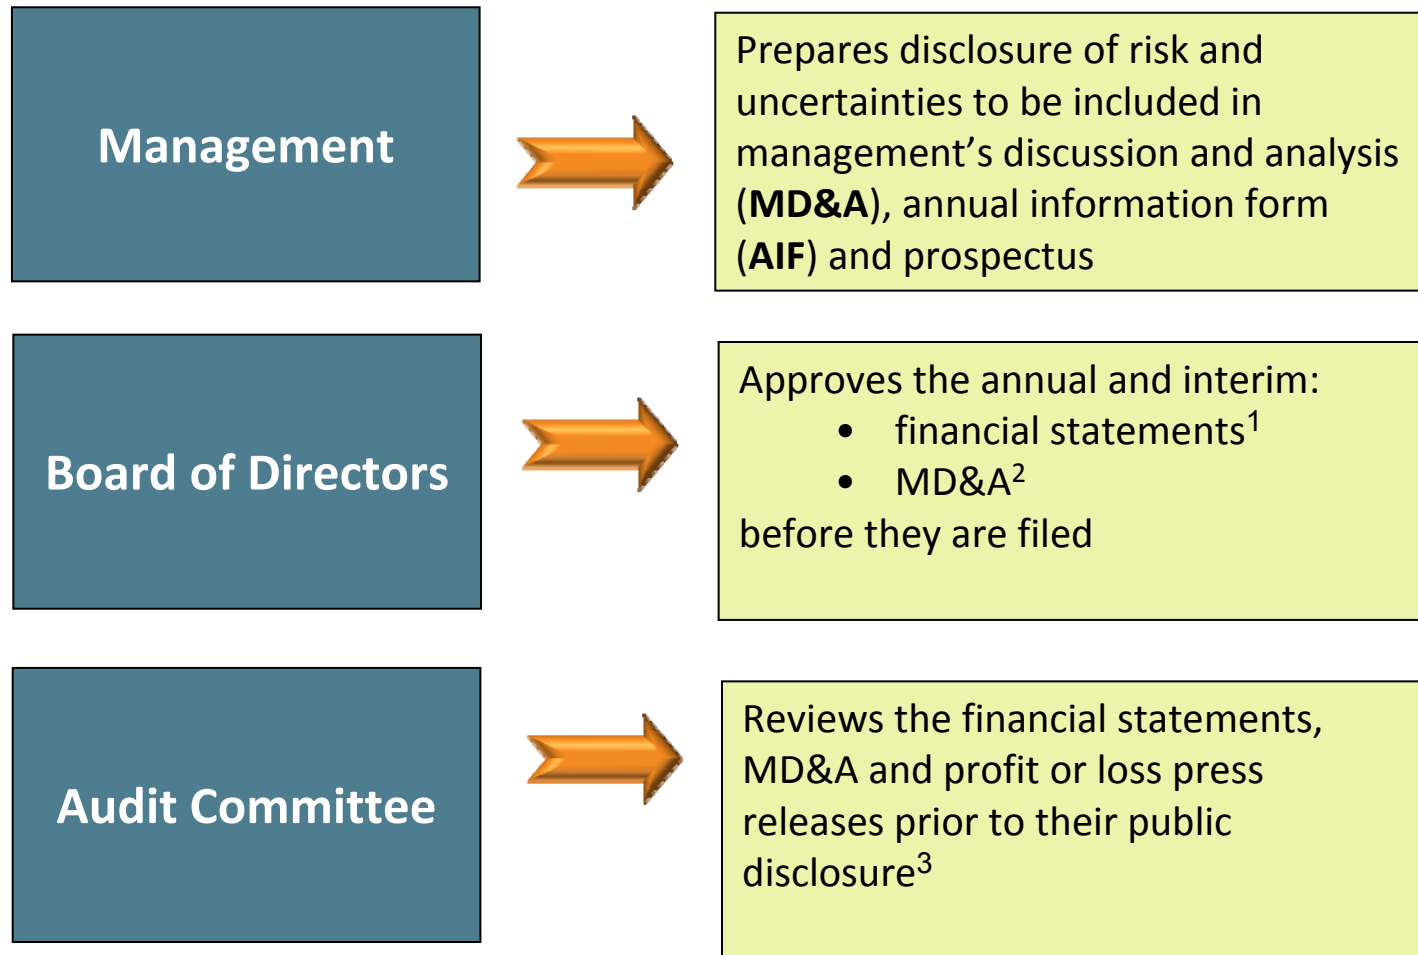 Management
Prepares disclosure of risk and
uncertainties to be included in
management’s discussion and analysis
(MD&A), annual information form
(AIF) and prospectus
Board of Directors
Approves the annual and interim:
• financial statements1
• MD&A2
before they are filed
Audit Committee
Reviews the financial statements,
MD&A and profit or loss press
releases prior to their public
disclosure3